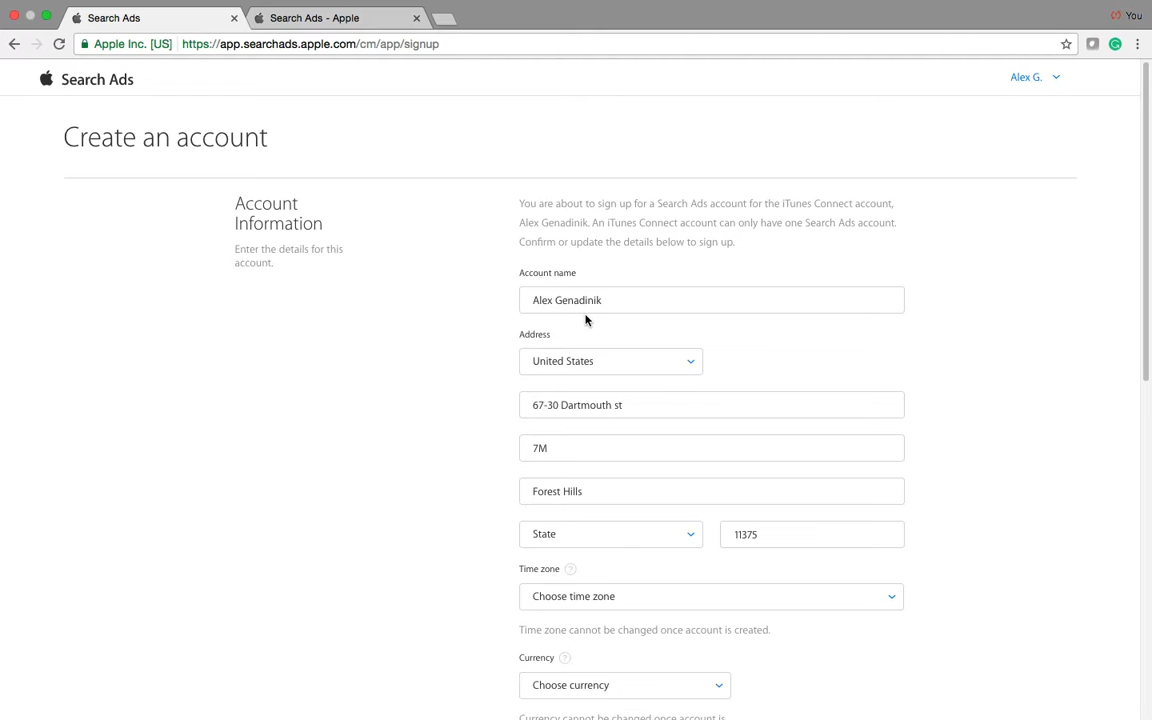 Search Ads
Search Ads - Apple
You
Apple Inc. [US]
https://app.searchads.apple.com/cm/app/signup
Search Ads
Alex G.
Create an account
Account
Information
Enter the details for this
account.
You are about to sign up for a Search Ads account for the iTunes Connect account,
Alex Genadinik. An iTunes Connect account can only have one Search Ads account.
Confirm or update the details below to sign up.
Account name
Alex Genadinik
Address
United States
67-30 Dartmouth st
7M
Forest Hills
State
11375
Time zone ?
Choose time zone
Time zone cannot be changed once account is created.
Currency ?
Choose currency
Currency cannot be changed once account is